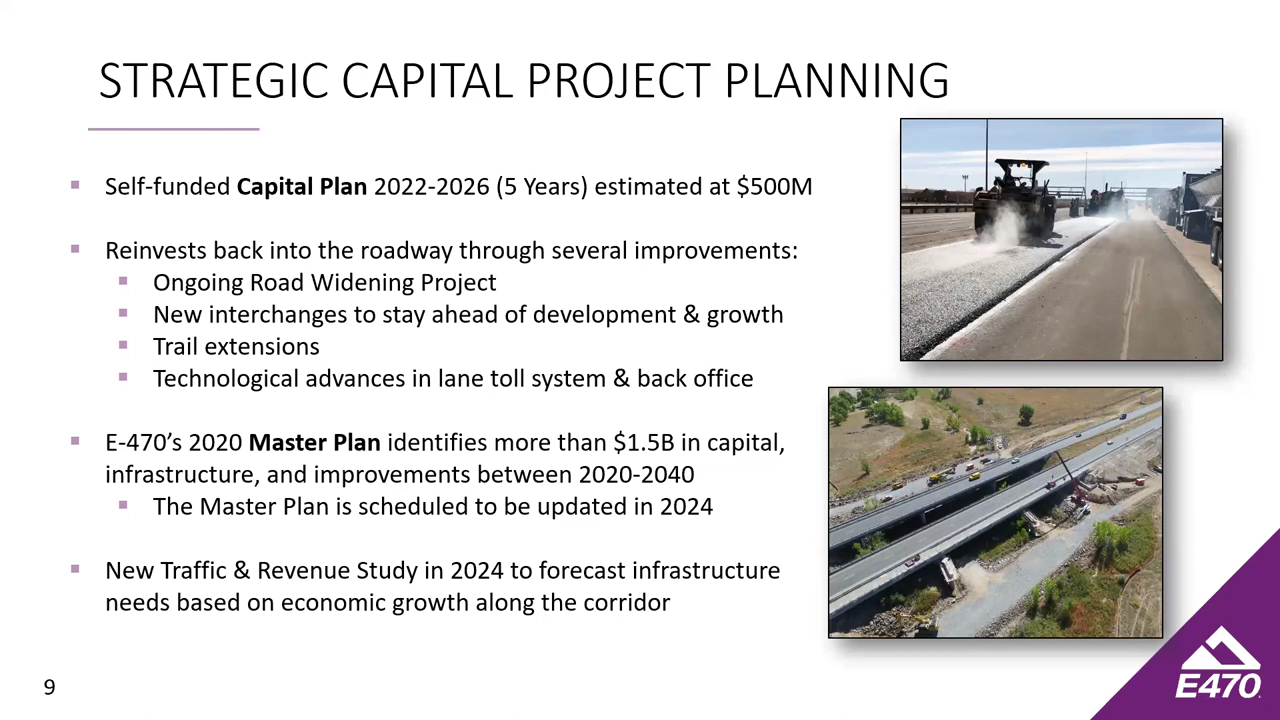 STRATEGIC CAPITAL PROJECT PLANNING
Self-funded Capital Plan 2022-2026 (5 Years) estimated at $500M
Reinvests back into the roadway through several improvements:
Ongoing Road Widening Project
New interchanges to stay ahead of development & growth
Trail extensions
Technological advances in lane toll system & back office
E-470’s 2020 Master Plan identifies more than $1.5B in capital,
infrastructure, and improvements between 2020-2040
The Master Plan is scheduled to be updated in 2024
New Traffic & Revenue Study in 2024 to forecast infrastructure
needs based on economic growth along the corridor
9
E470